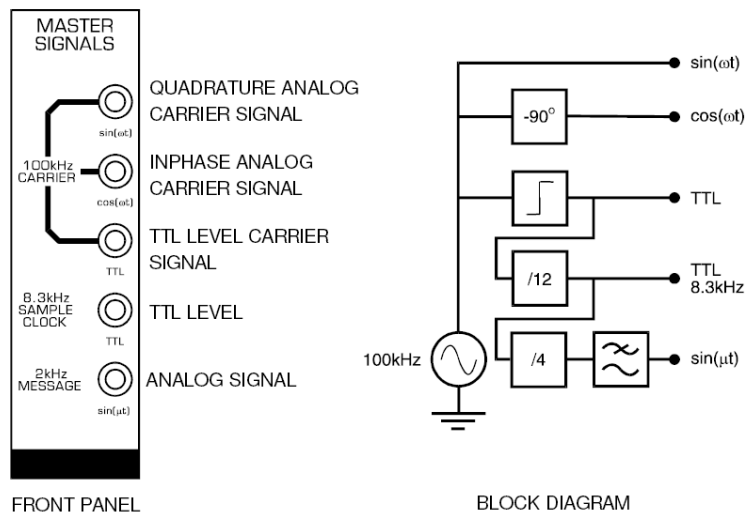 MASTER
SIGNALS
QUADRATURE ANALOG
CARRIER SIGNAL
sin(ωt)
100kHz
CARRIER
INPHASE ANALOG
CARRIER SIGNAL
cos(ωt)
TTL LEVEL CARRIER
SIGNAL
TTL
8.3kHz
SAMPLE
CLOCK
TTL LEVEL
TTL
2kHz
MESSAGE
ANALOG SIGNAL
sin(μt)
FRONT PANEL
sin(ωt)
-90°
cos(ωt)
TTL
/12
TTL
8.3kHz
100kHz
/4
sin(μt)
BLOCK DIAGRAM